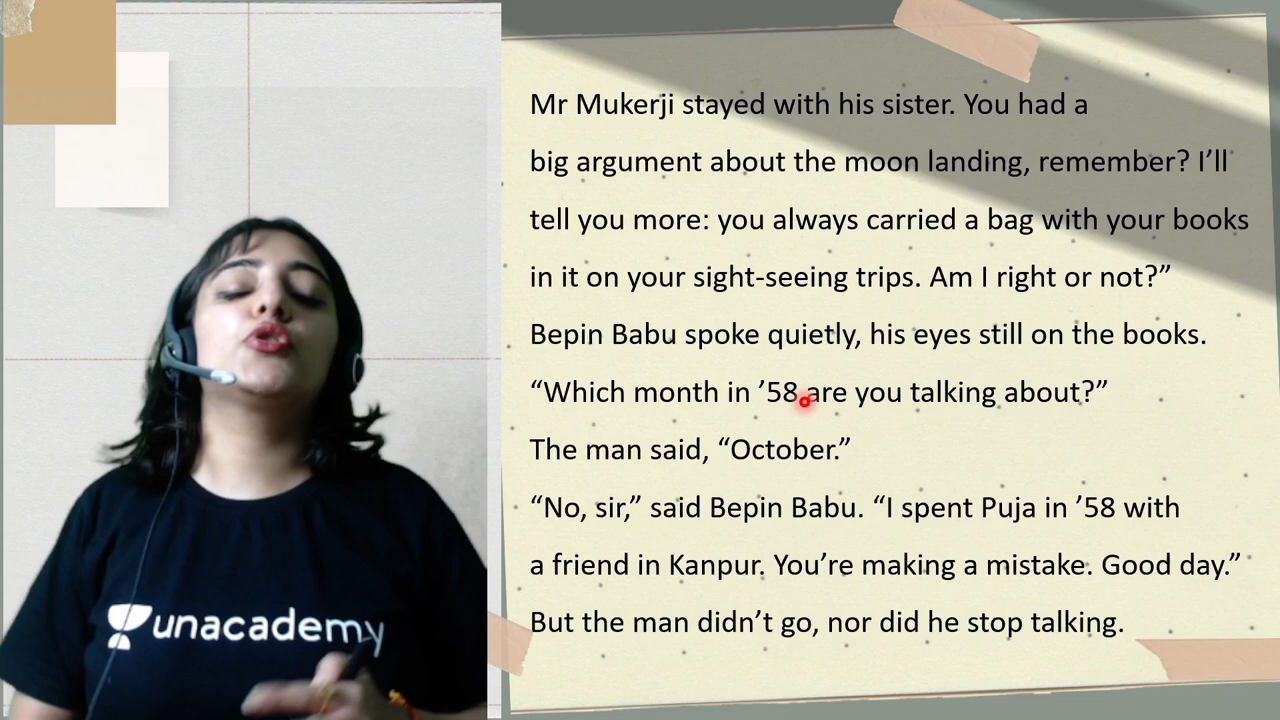 Mr Mukerji stayed with his sister. You had a
big argument about the moon landing, remember? I’ll
tell you more: you always carried a bag with your books
in it on your sight-seeing trips. Am I right or not?”
Bepin Babu spoke quietly, his eyes still on the books.
“Which month in ’58 are you talking about?”
The man said, “October.”
“No, sir,” said Bepin Babu. “I spent Puja in ’58 with
a friend in Kanpur. You’re making a mistake. Good day.”
But the man didn’t go, nor did he stop talking.
unacademy